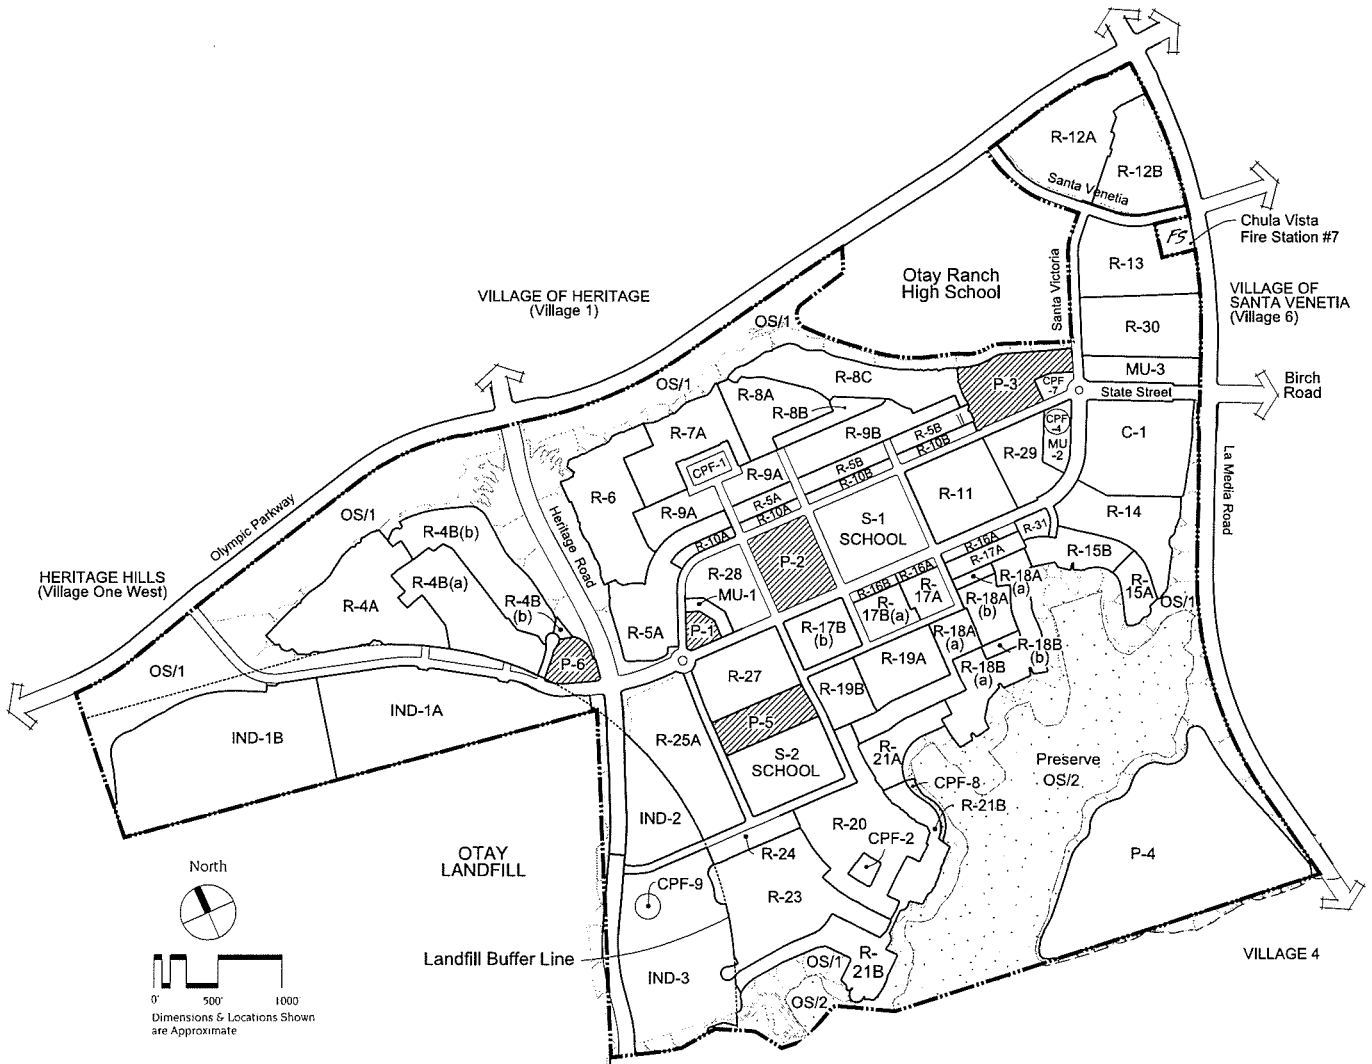 R-12A
R-12B
Santa Venetia
FS
Chula Vista
Fire Station #7
R-13
Otay Ranch
High School
Santa Victoria
VILLAGE OF HERITAGE
(Village 1)
VILLAGE OF
SANTA VENETIA
(Village 6)
OS/1
R-30
MU-3
OS/1
R-8C
P-3
CPF
-7
State Street
Birch
Road
R-8A
R-8B
R-7A
R-9B
R-5B
R-10B
CPF
-4
MU
-2
C-1
R-29
CPF-1
R-9A
R-5B
R-10B
R-6
R-11
La Media Road
R-9A
R-5A
R-10A
S-1
SCHOOL
R-14
Olympic Parkway
OS/1
Heritage Road
R-4B(b)
R-10A
R-31
R-16A
R-17A
R-15B
HERITAGE HILLS
(Village One West)
R-4B(a)
R-28
P-2
R-16B
R-16A
R-18A
(a)
R-15A
MU-1
R-4A
R-4B
(b)
R-17B(a)
R-17A
R-18A
(b)
OS/1
R-5A
P-1
R-17B
(b)
R-18A
(a)
R-18B
(b)
OS/1
P-6
R-27
R-19A
R-18B
(a)
R-19B
IND-1A
IND-1B
R-25A
P-5
S-2
SCHOOL
R-
21A
Preserve
OS/2
CPF-8
R-21B
IND-2
R-20
CPF-2
OTAY
LANDFILL
R-24
P-4
North
CPF-9
R-23
Landfill Buffer Line
IND-3
OS/1
R-
21B
VILLAGE 4
OS/2
0' 500' 1000
Dimensions & Locations Shown
are Approximate